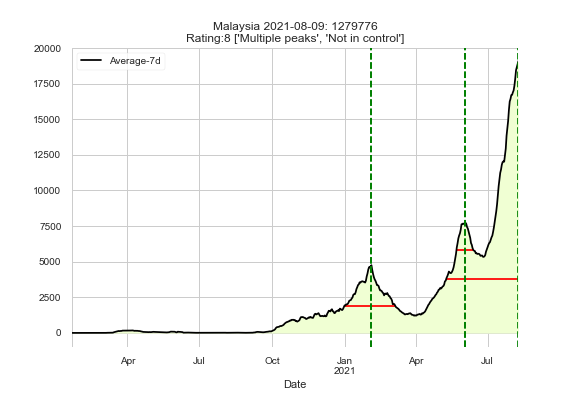 Malaysia 2021-08-09: 1279776
Rating:8 ['Multiple peaks', 'Not in control']
20000
Average-7d
17500
15000
12500
10000
7500
5000
2500
0
Apr Jul Oct Jan Apr Jul
2021
Date